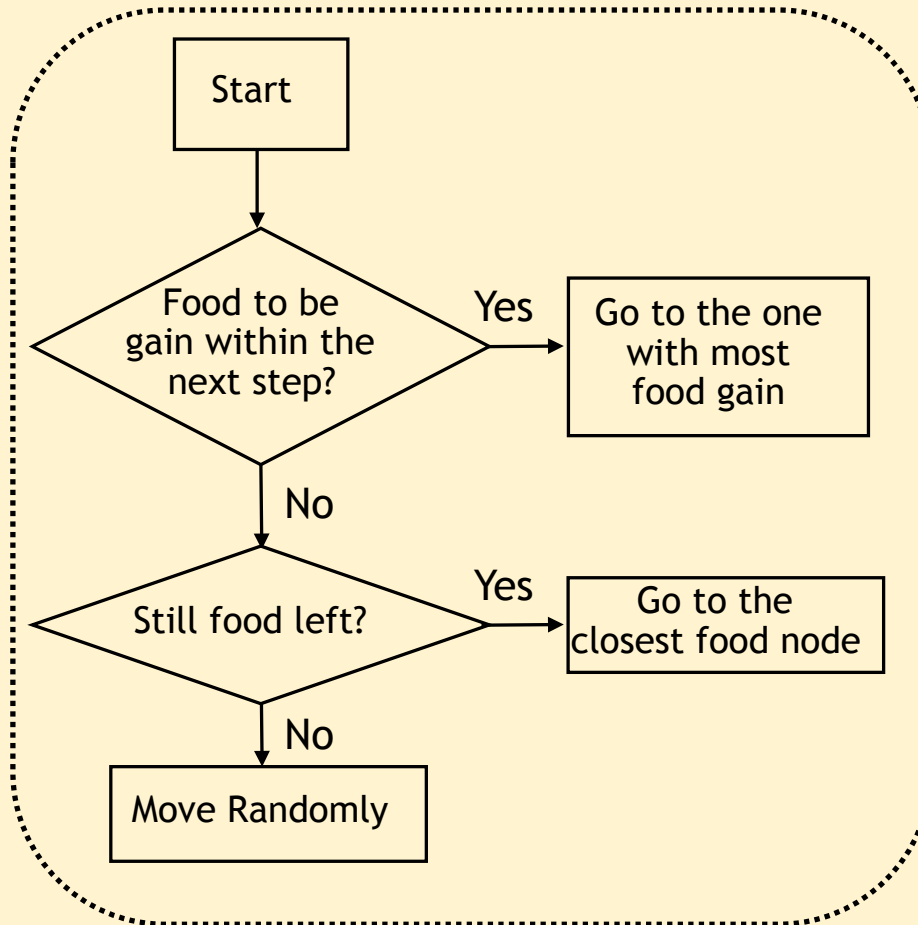 Start
Food to be
gain within the
next step?
Yes
Go to the one
with most
food gain
No
Still food left?
Yes
Go to the
closest food node
No
Move Randomly